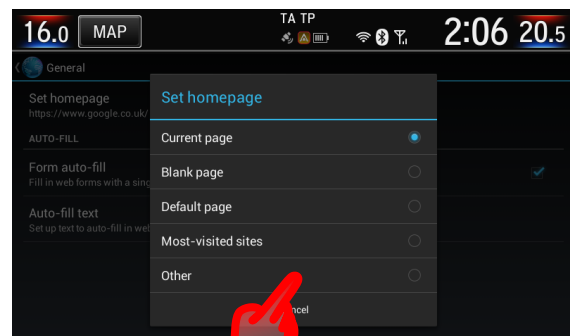 16.0 MAP TA TP 2:06 20.5
General
Set homepage
https://www.google.co.uk/
AUTO-FILL
Form auto-fill
Fill in web forms with a sing
Auto-fill text
Set up text to auto-fill in wel
Set homepage
Current page
Blank page
Default page
Most-visited sites
Other
ncel